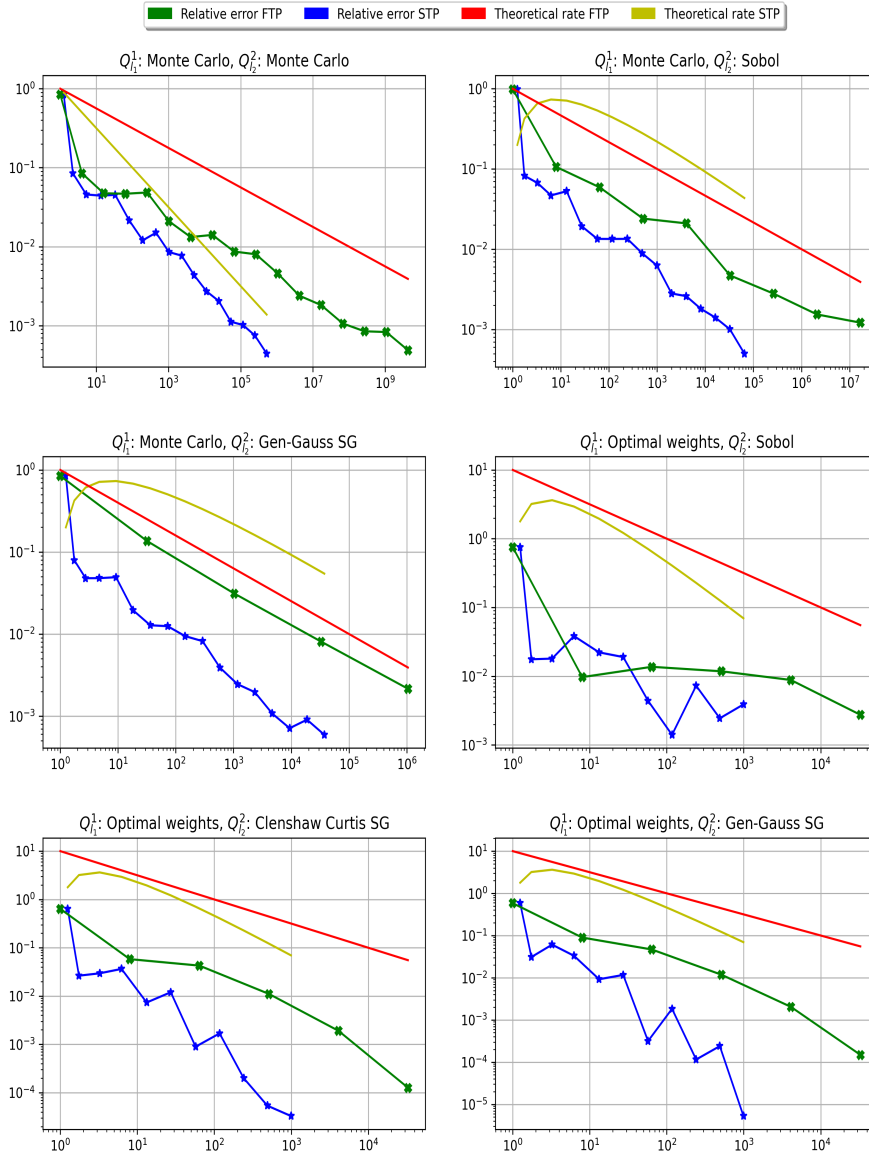 Relative error FTP Relative error STP Theoretical rate FTP Theoretical rate STP
Q^1_{l_1}: Monte Carlo, Q^2_{l_2}: Monte Carlo
10^0
10^{-1}
10^{-2}
10^{-3}
10^1 10^3 10^5 10^7 10^9
Q^1_{l_1}: Monte Carlo, Q^2_{l_2}: Sobol
10^0
10^{-1}
10^{-2}
10^{-3}
10^0 10^1 10^2 10^3 10^4 10^5 10^6 10^7
Q^1_{l_1}: Monte Carlo, Q^2_{l_2}: Gen-Gauss SG
10^0
10^{-1}
10^{-2}
10^{-3}
10^0 10^1 10^2 10^3 10^4 10^5 10^6
Q^1_{l_1}: Optimal weights, Q^2_{l_2}: Sobol
10^1
10^0
10^{-1}
10^{-2}
10^{-3}
10^0 10^1 10^2 10^3 10^4
Q^1_{l_1}: Optimal weights, Q^2_{l_2}: Clenshaw Curtis SG
10^1
10^0
10^{-1}
10^{-2}
10^{-3}
10^{-4}
10^0 10^1 10^2 10^3 10^4
Q^1_{l_1}: Optimal weights, Q^2_{l_2}: Gen-Gauss SG
10^1
10^0
10^{-1}
10^{-2}
10^{-3}
10^{-4}
10^{-5}
10^0 10^1 10^2 10^3 10^4